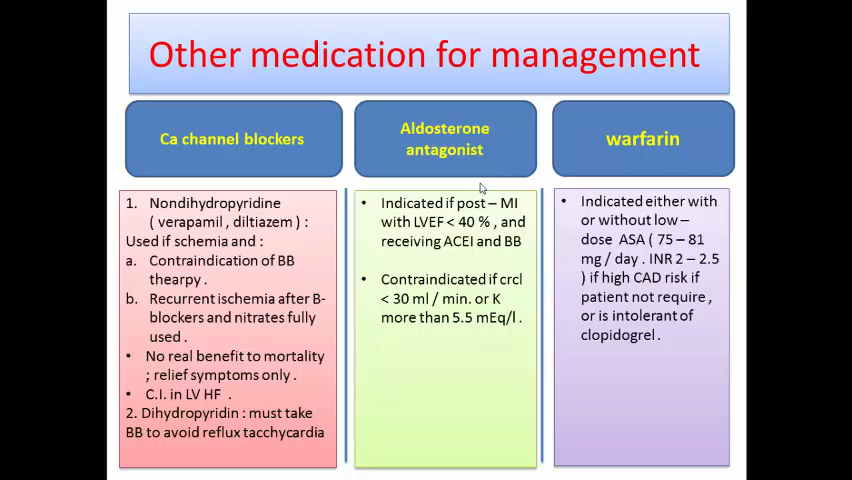 Other medication for management
Ca channel blockers
Aldosterone
antagonist
warfarin
1. Nondihydropyridine
( verapamil , diltiazem ) :
Used if schemia and :
a. Contraindication of BB
thearpy .
b. Recurrent ischemia after B-
blockers and nitrates fully
used .
• No real benefit to mortality
; relief symptoms only .
• C.I. in LV HF .
2. Dihydropyridin : must take
BB to avoid reflux tacchycardia
• Indicated if post – MI
with LVEF < 40 % , and
receiving ACEI and BB
• Contraindicated if crcl
< 30 ml / min. or K
more than 5.5 mEq/l .
• Indicated either with
or without low –
dose ASA ( 75 – 81
mg / day . INR 2 – 2.5
) if high CAD risk if
patient not require ,
or is intolerant of
clopidogrel .